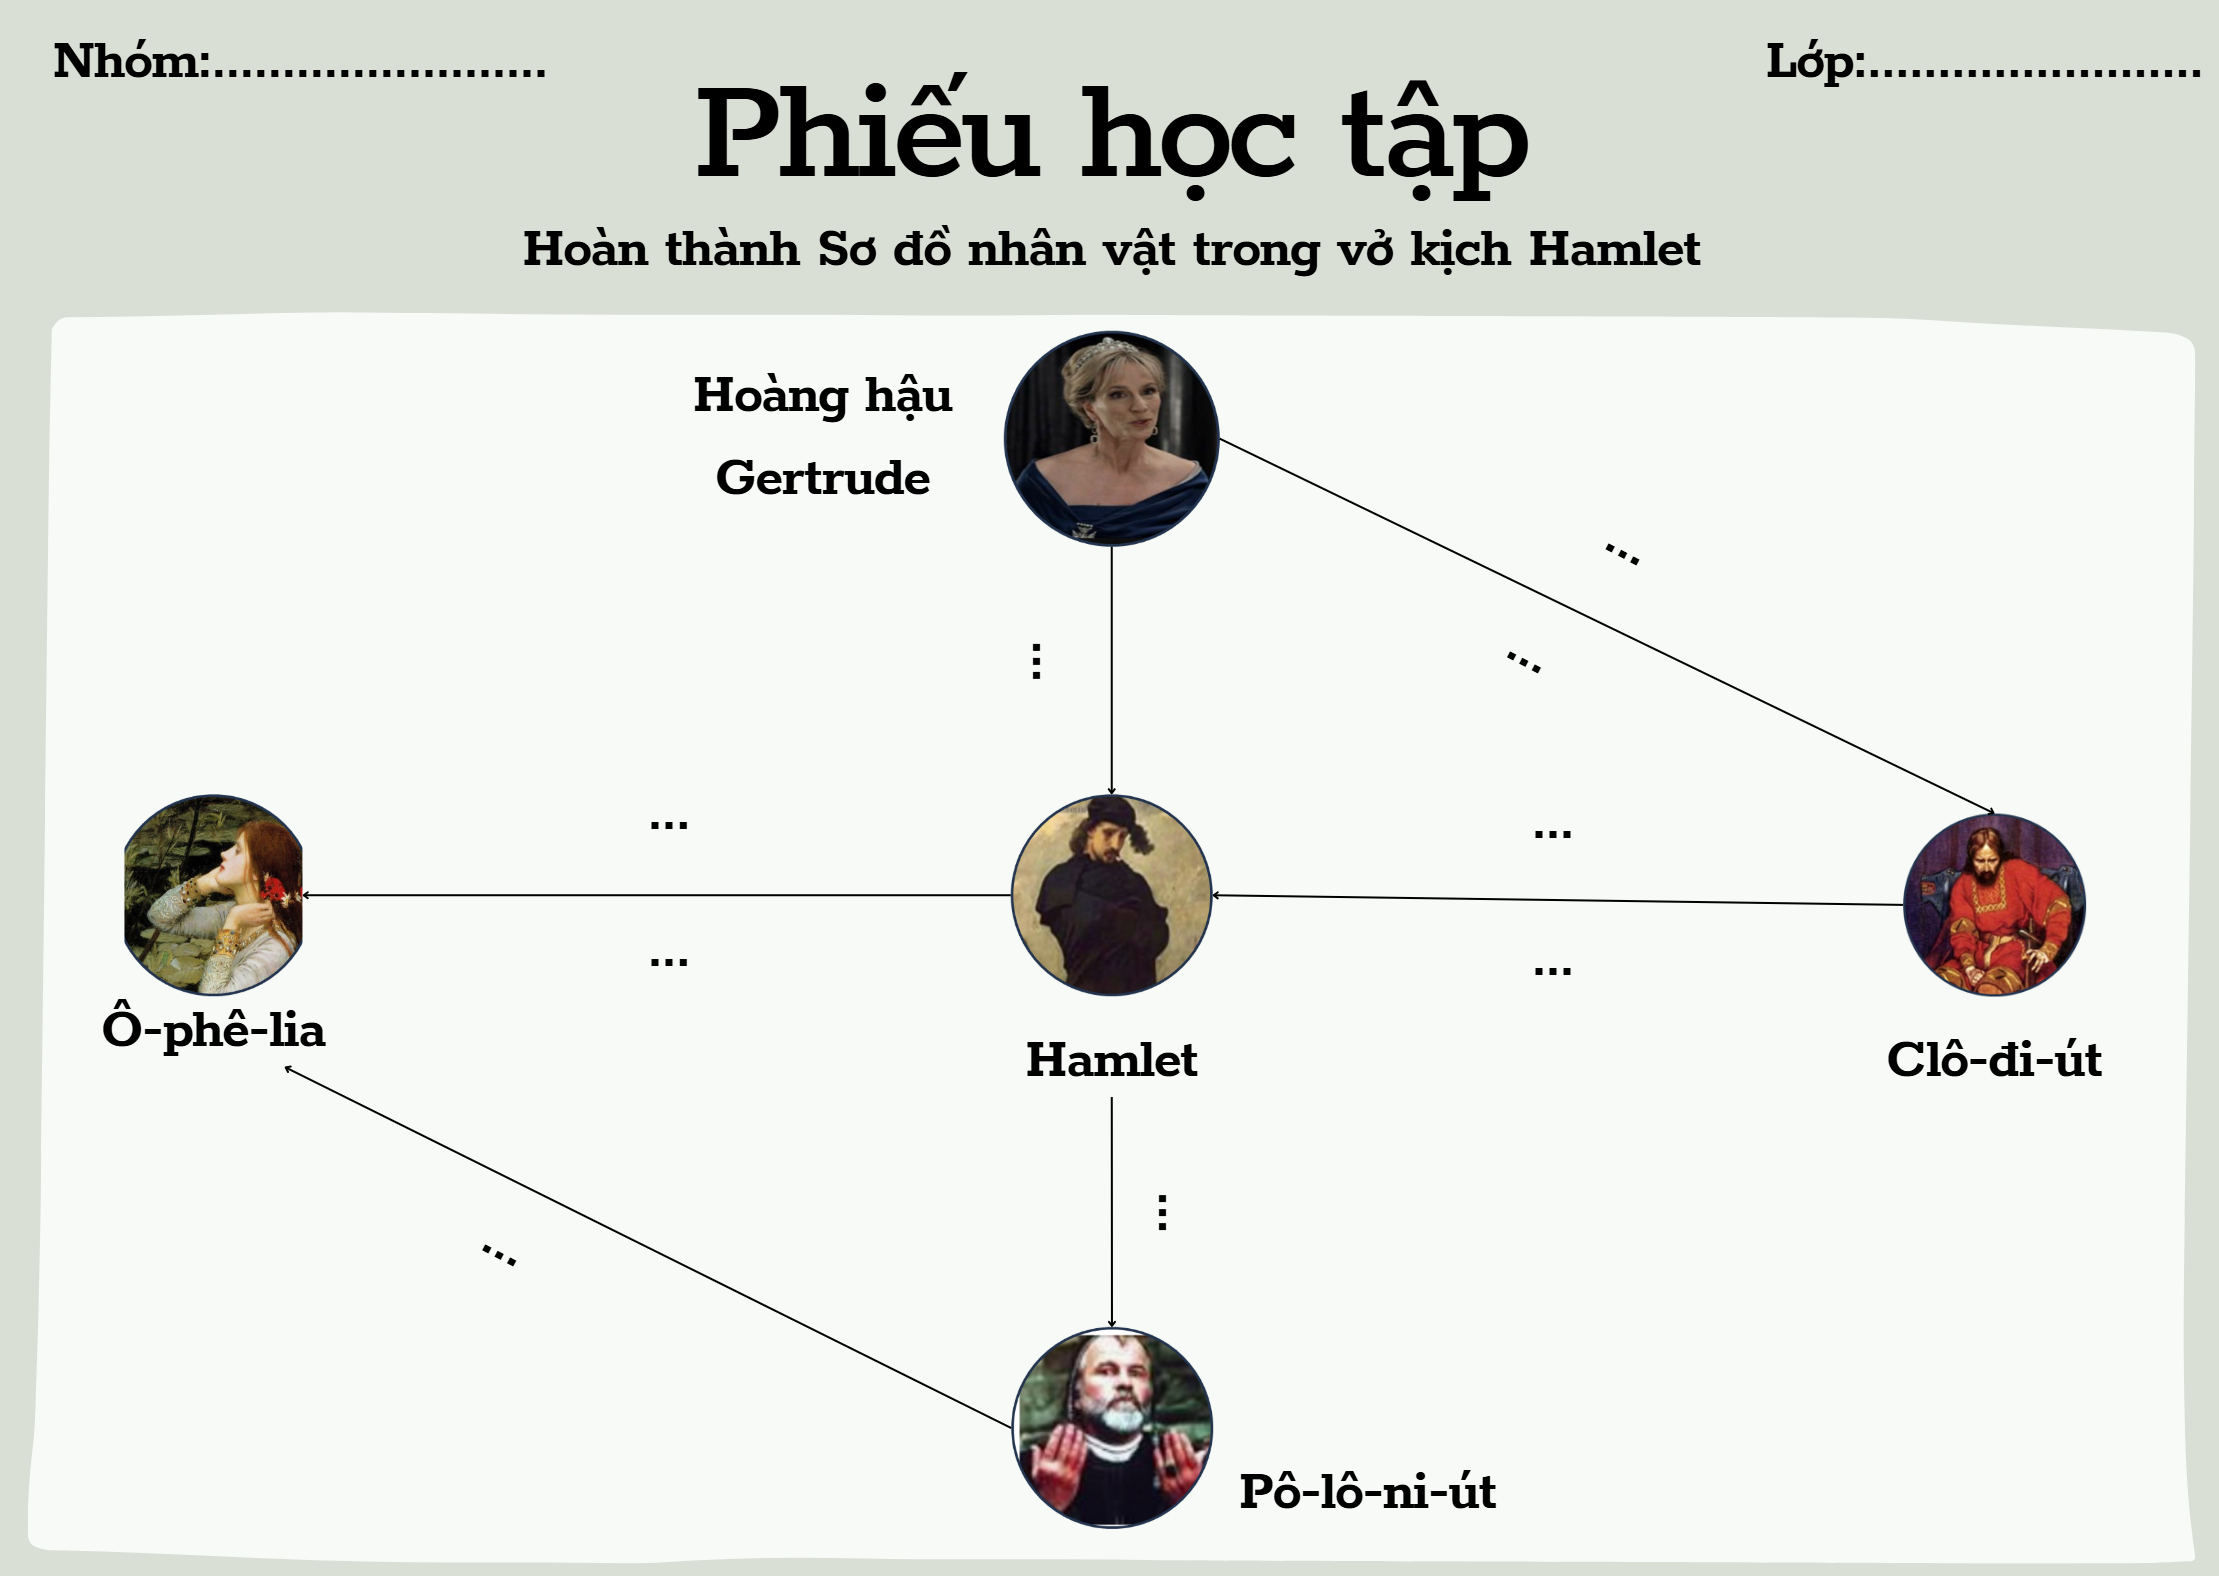 Nhóm:........................
Lớp:........................
Phiếu học tập
Hoàn thành Sơ đồ nhân vật trong vở kịch Hamlet
Hoàng hậu
Gertrude
...
...
...
...
...
...
...
Ô-phê-lia
Hamlet
Clô-đi-út
...
...
Pô-lô-ni-út